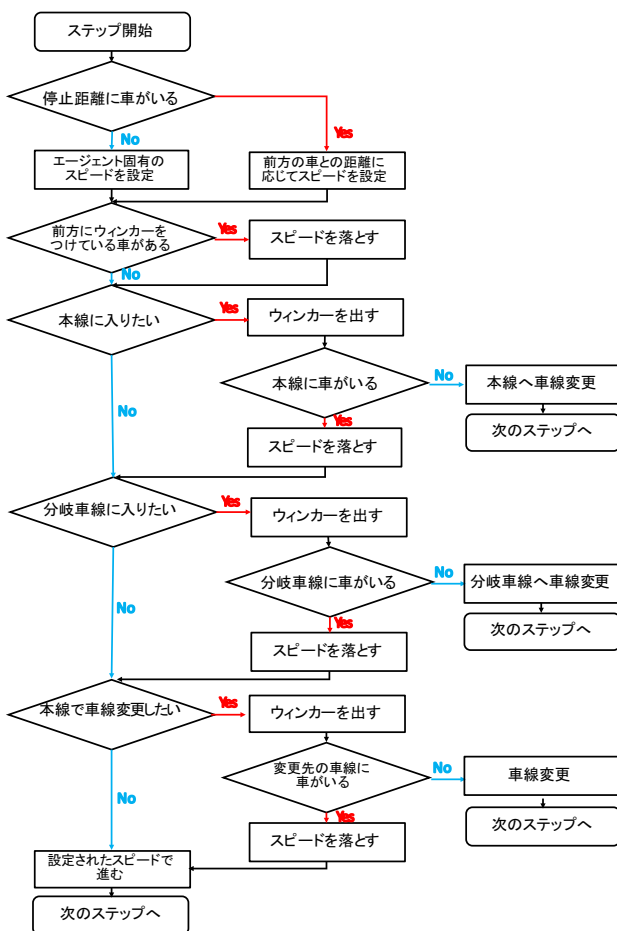 ステップ開始
停止距離に車がいる
No
Yes
エージェント固有の
スピードを設定
前方の車との距離に
応じてスピードを設定
前方にウィンカーを
つけている車がある
Yes
スピードを落とす
No
本線に入りたい
Yes
ウィンカーを出す
本線に車がいる
No
本線へ車線変更
次のステップへ
No
Yes
スピードを落とす
分岐車線に入りたい
Yes
ウィンカーを出す
分岐車線に車がいる
No
分岐車線へ車線変更
次のステップへ
No
Yes
スピードを落とす
本線で車線変更したい
Yes
ウィンカーを出す
変更先の車線に
車がいる
No
車線変更
次のステップへ
No
Yes
スピードを落とす
設定されたスピードで
進む
次のステップへ